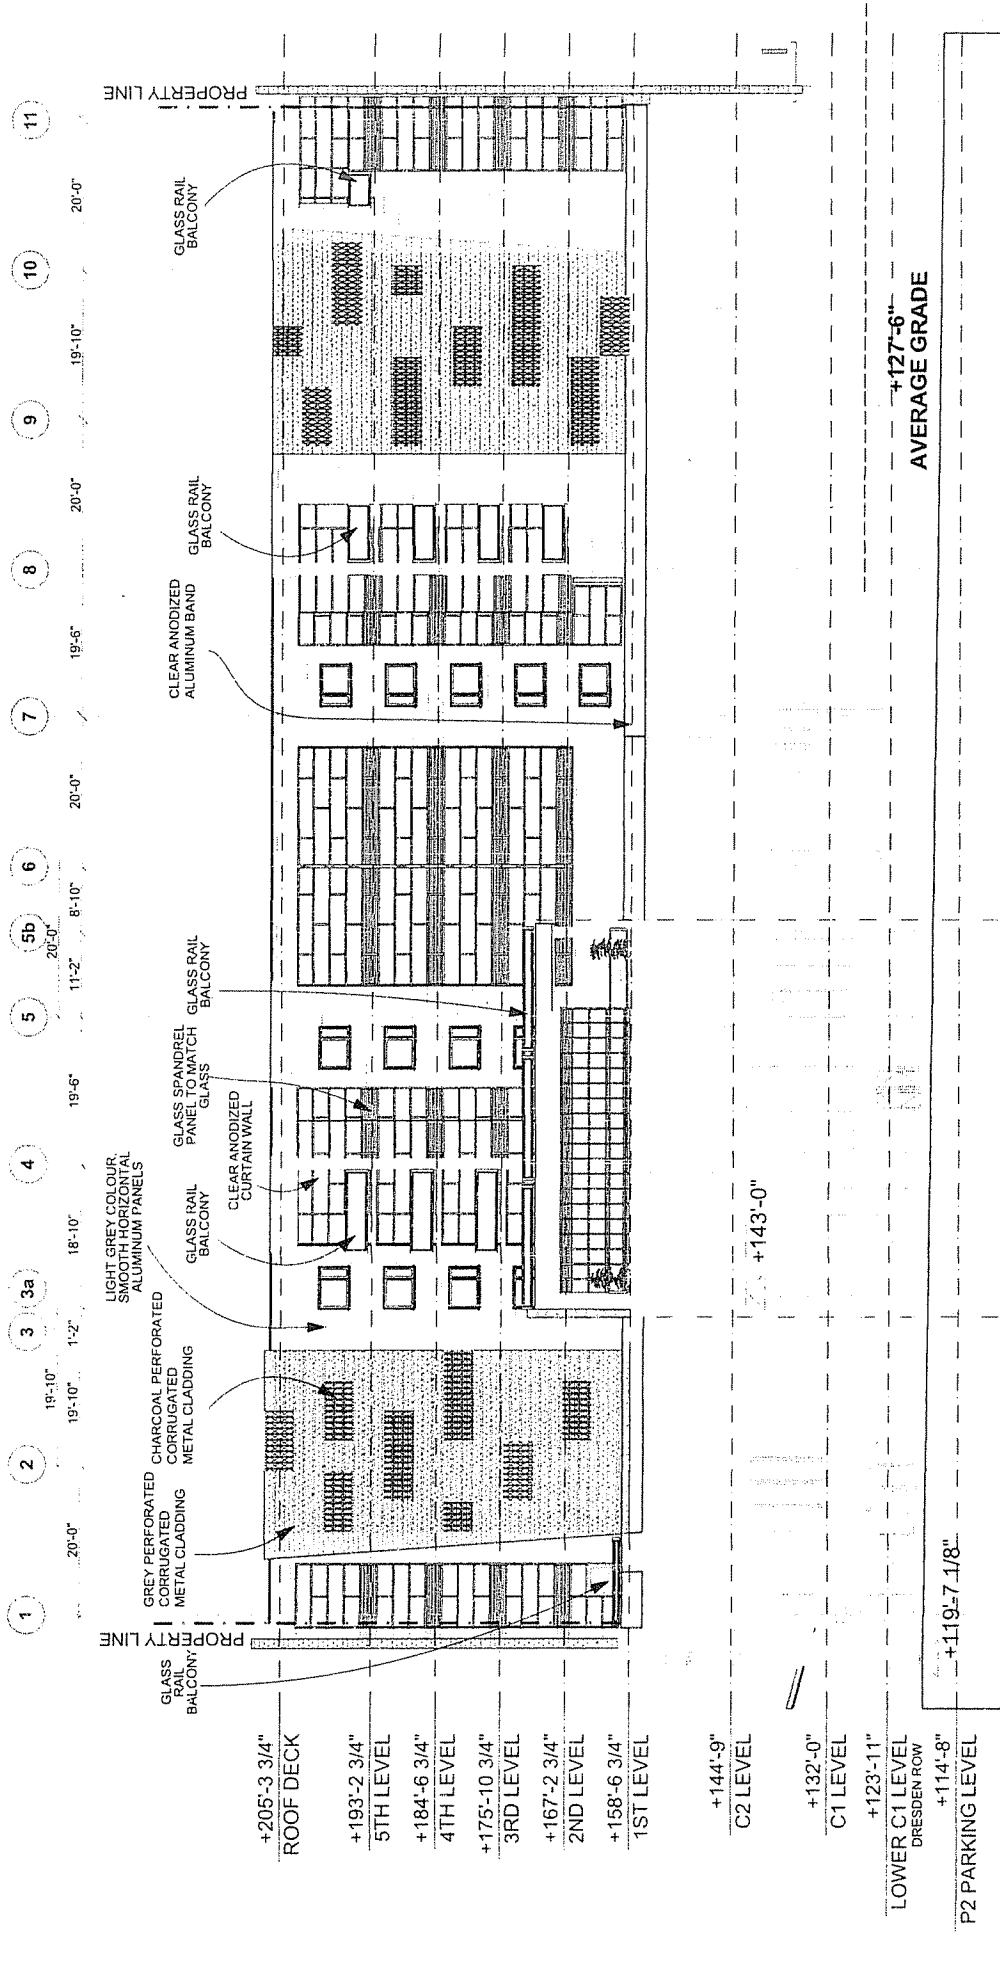 1
2
3
3a
4
5
5b
6
7
8
9
10
11
20'-0"
19'-10"
19'-10"
1'-2"
18'-10"
19'-6"
11'-2"
20'-0"
8'-10"
20'-0"
19'-6"
20'-0"
19'-10"
20'-0"
PROPERTY LINE
GLASS
RAIL
BALCONY
GREY PERFORATED
CORRUGATED
METAL CLADDING
CHARCOAL PERFORATED
CORRUGATED
METAL CLADDING
LIGHT GREY COLOUR,
SMOOTH HORIZONTAL
ALUMINUM PANELS
GLASS RAIL
BALCONY
CLEAR ANODIZED
CURTAIN WALL
GLASS SPANDREL
PANEL TO MATCH
GLASS
GLASS RAIL
BALCONY
CLEAR ANODIZED
ALUMINUM BAND
GLASS RAIL
BALCONY
GLASS RAIL
BALCONY
PROPERTY LINE
+205'-3 3/4"
ROOF DECK
+193'-2 3/4"
5TH LEVEL
+184'-6 3/4"
4TH LEVEL
+175'-10 3/4"
3RD LEVEL
+167'-2 3/4"
2ND LEVEL
+158'-6 3/4"
1ST LEVEL
+144'-9"
C2 LEVEL
+143'-0"
+132'-0"
C1 LEVEL
+123'-11"
LOWER C1 LEVEL
DRESDEN ROW
+127'-6"
AVERAGE GRADE
+119'-7 1/8"
+114'-8"
P2 PARKING LEVEL